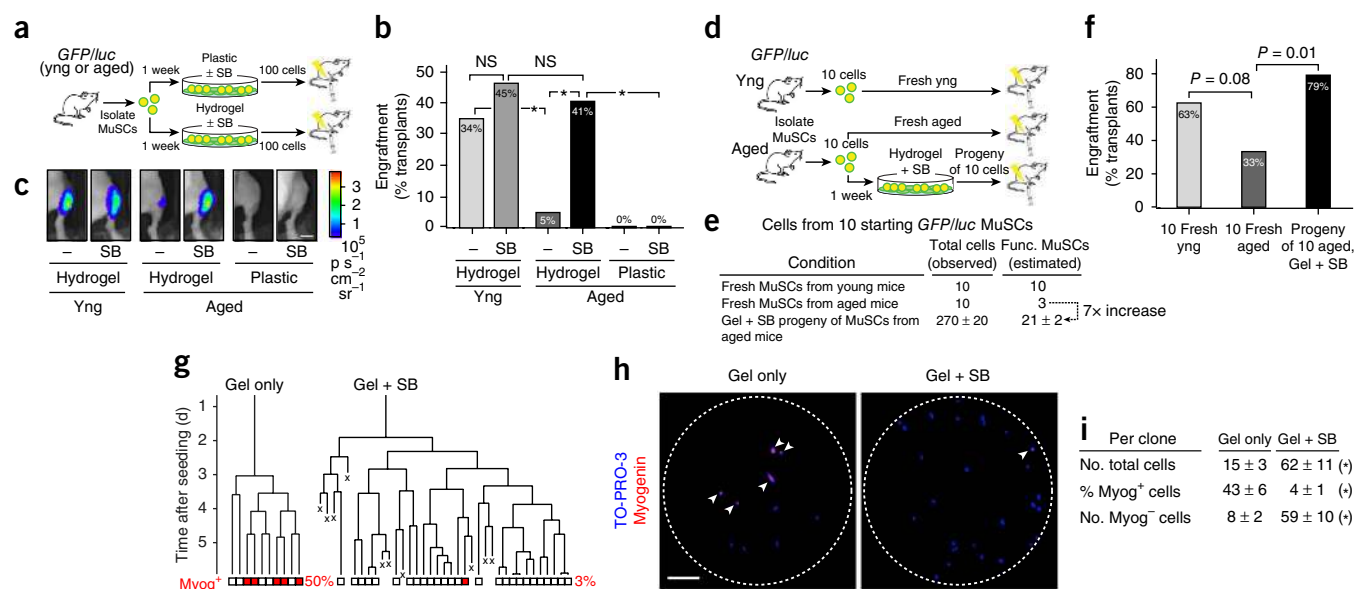 a
GFP/luc
(yng or aged)
Isolate
MuSCs
1 week
Plastic
± SB
100 cells
Hydrogel
± SB
1 week
100 cells
b
Engraftment
(% transplants)
50
40
30
20
10
0
NS
NS
*
*
*
34%
45%
5%
41%
0%
0%
–
SB
–
SB
–
SB
Hydrogel
Hydrogel
Plastic
Yng
Aged
c
3
2
1
10^5
p s^–1
cm^–2
sr^–1
–
SB
–
SB
–
SB
Hydrogel
Hydrogel
Plastic
Yng
Aged
d
GFP/luc
Yng
10 cells
Fresh yng
Isolate
MuSCs
Aged
10 cells
Fresh aged
1 week
Hydrogel
+ SB
Progeny
of 10 cells
e
Cells from 10 starting GFP/luc MuSCs
Condition
Total cells
(observed)
Func. MuSCs
(estimated)
Fresh MuSCs from young mice 10 10
Fresh MuSCs from aged mice 10 3
Gel + SB progeny of MuSCs from 270 ± 20 21 ± 2
aged mice
7× increase
f
Engraftment
(% transplants)
80
60
40
20
0
P = 0.08
P = 0.01
63%
33%
79%
10 Fresh
yng
10 Fresh
aged
Progeny
of 10 aged,
Gel + SB
g
Gel only
Gel + SB
Time after seeding (d)
1
2
3
4
5
x
x
x x
x x
x
x x
x
x
Myog^+
50%
3%
h
Gel only
Gel + SB
TO-PRO-3
Myogenin
i
Per clone Gel only Gel + SB
No. total cells 15 ± 3 62 ± 11 (*)
% Myog^+ cells 43 ± 6 4 ± 1 (*)
No. Myog^– cells 8 ± 2 59 ± 10 (*)